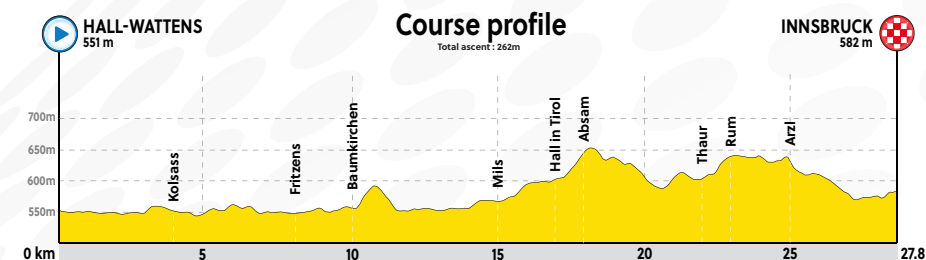 HALL-WATTENS
551 m
Course profile
Total ascent : 262m
INNSBRUCK
582 m
700m
650m
600m
550m
Kolsass
Fritzens
Baumkirchen
Mils
Hall in Tirol
Absam
Thaur
Rum
Arzl
0 km
5
10
15
20
25
27.8